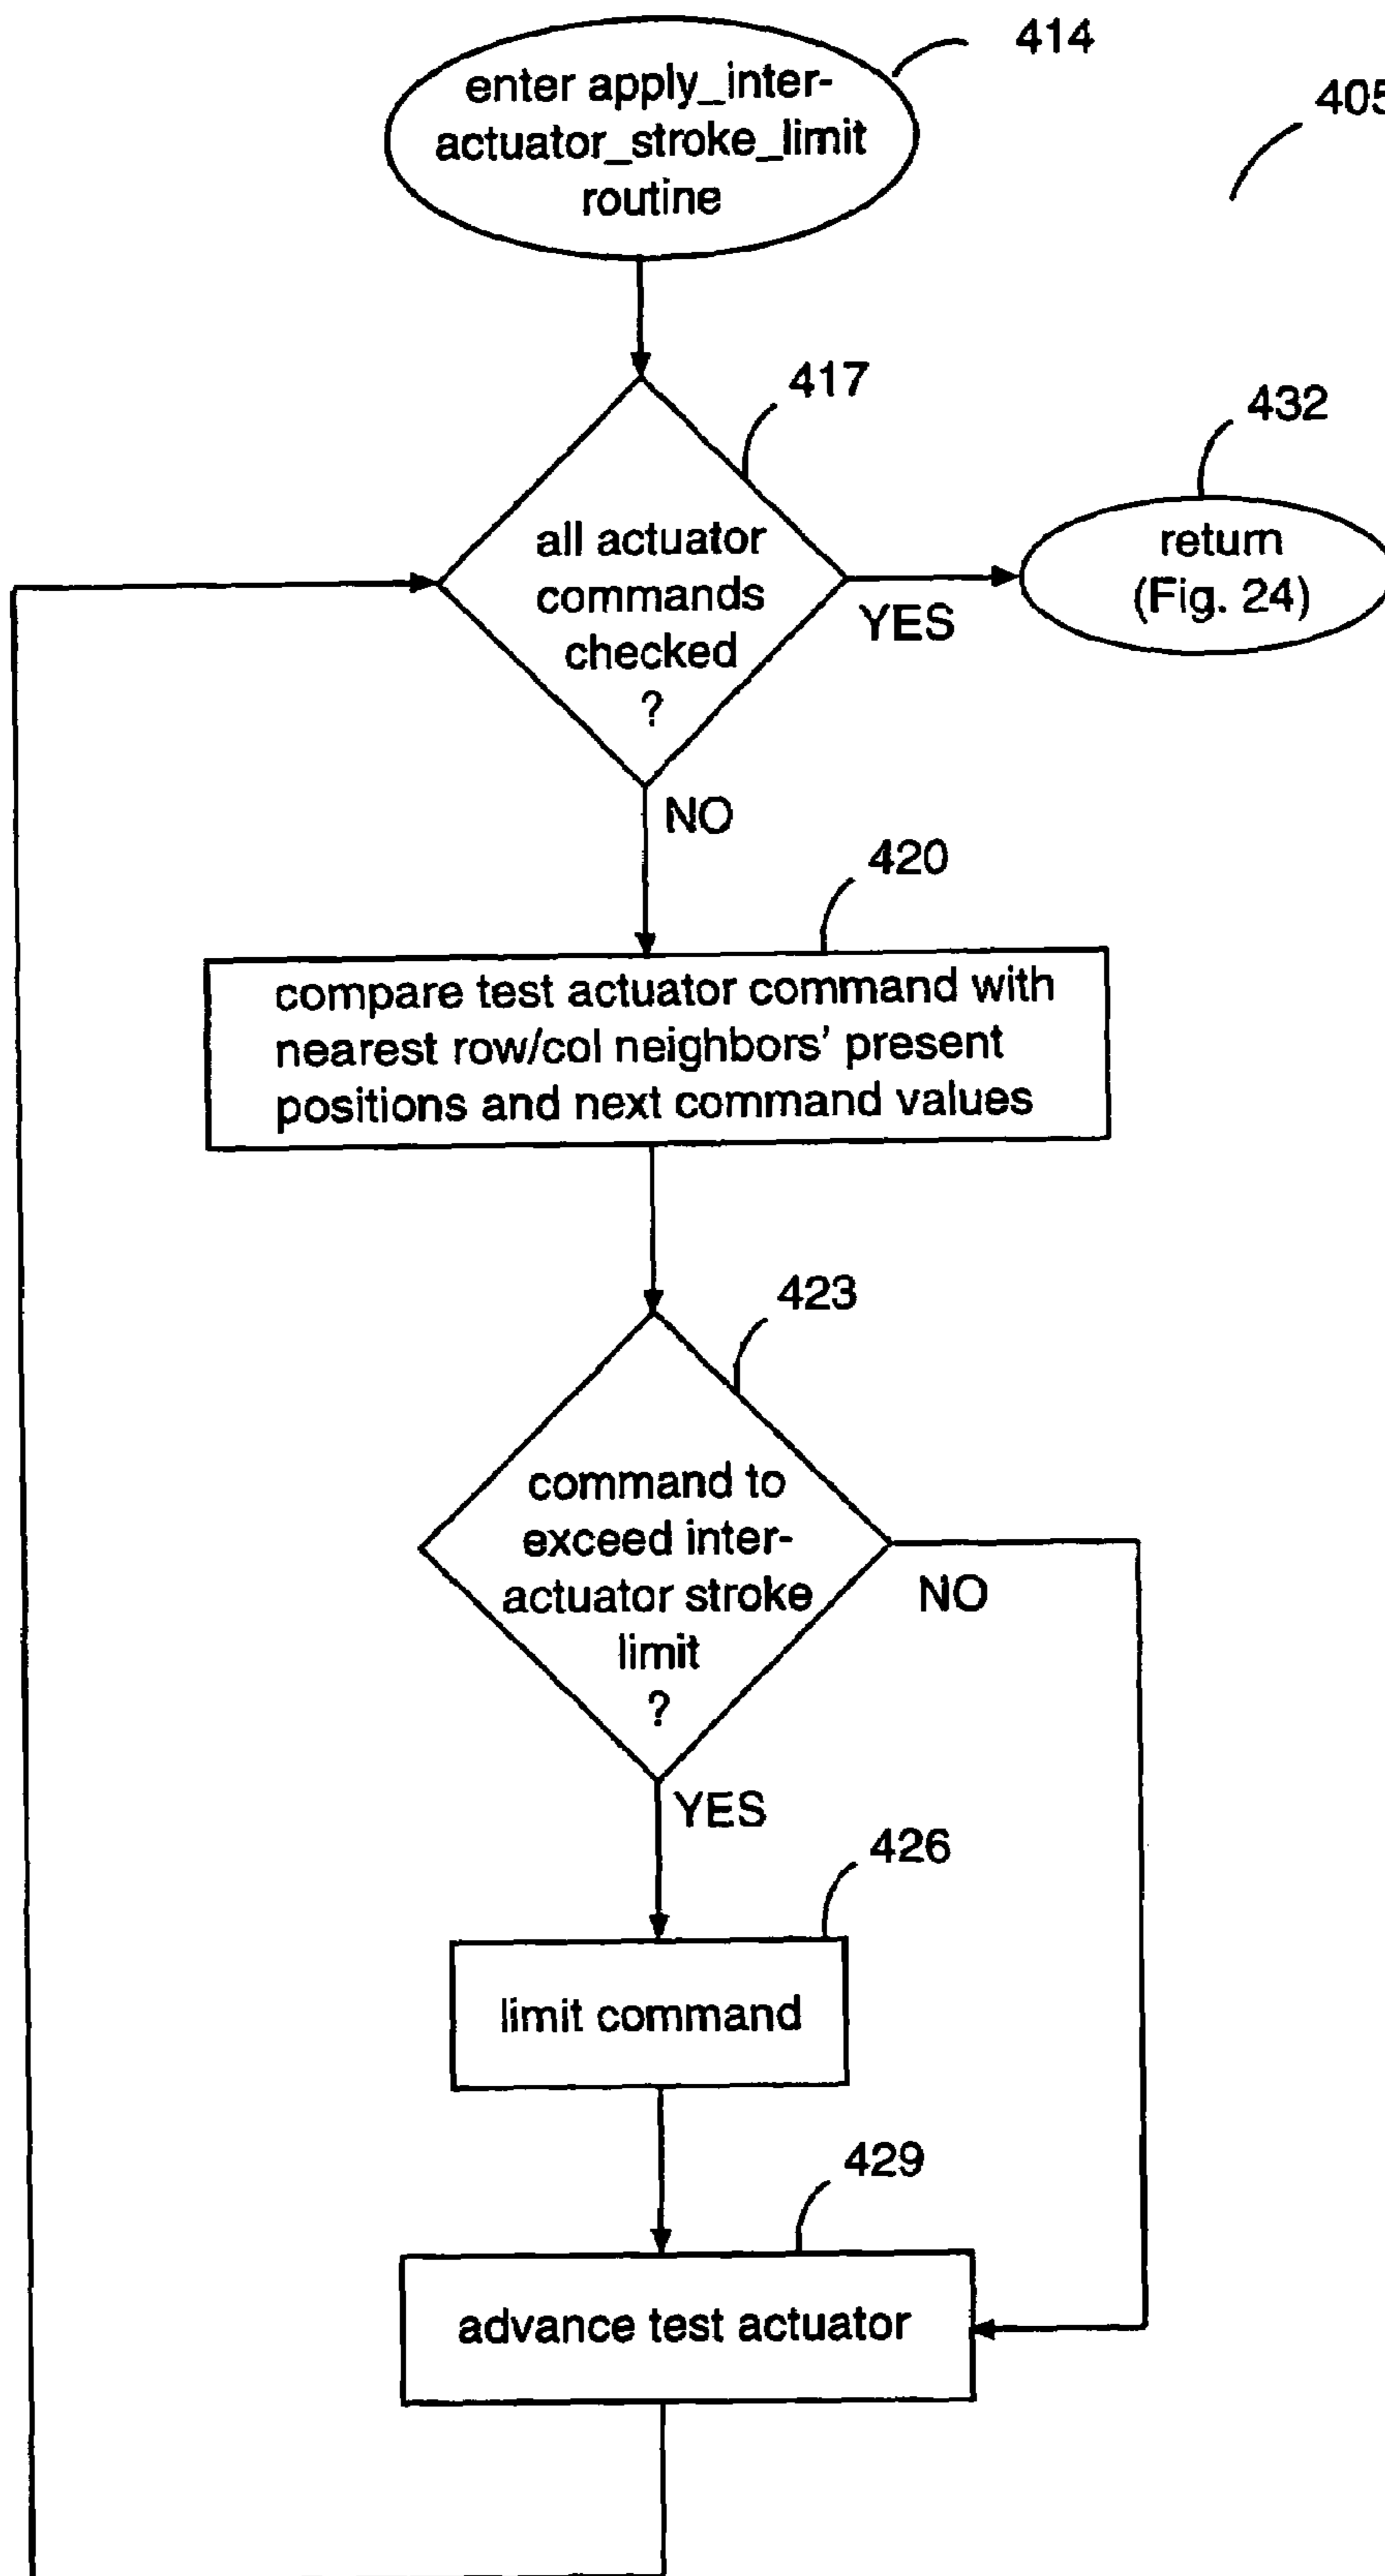 414
405
enter apply_inter-
actuator_stroke_limit
routine
417
432
all actuator
commands
checked
?
YES
return
(Fig. 24)
NO
420
compare test actuator command with
nearest row/col neighbors' present
positions and next command values
423
command to
exceed inter-
actuator stroke
limit
?
NO
YES
426
limit command
429
advance test actuator